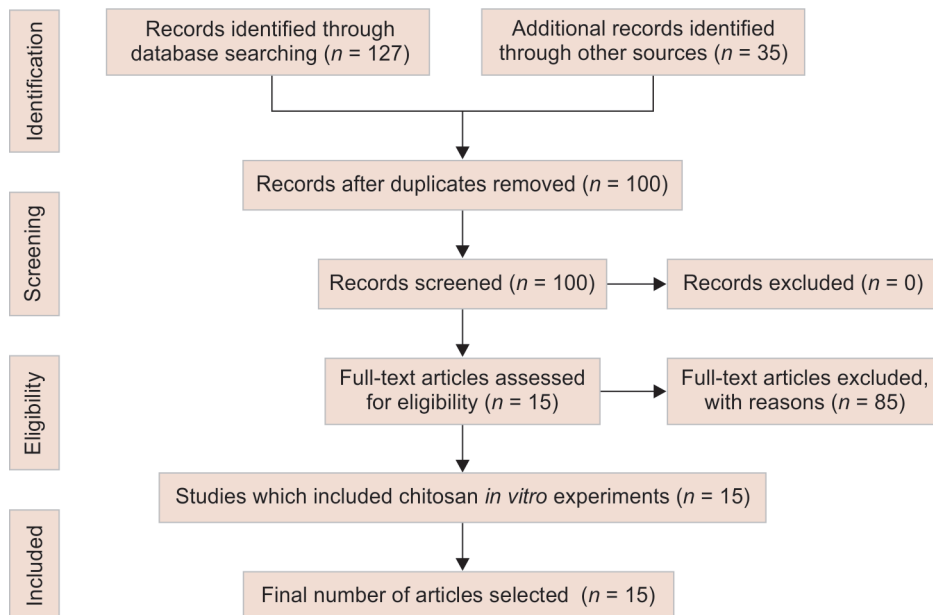 Identification
Records identified through
database searching (n = 127)
Additional records identified
through other sources (n = 35)
Records after duplicates removed (n = 100)
Screening
Records screened (n = 100)
Records excluded (n = 0)
Eligibility
Full-text articles assessed
for eligibility (n = 15)
Full-text articles excluded,
with reasons (n = 85)
Studies which included chitosan in vitro experiments (n = 15)
Included
Final number of articles selected (n = 15)